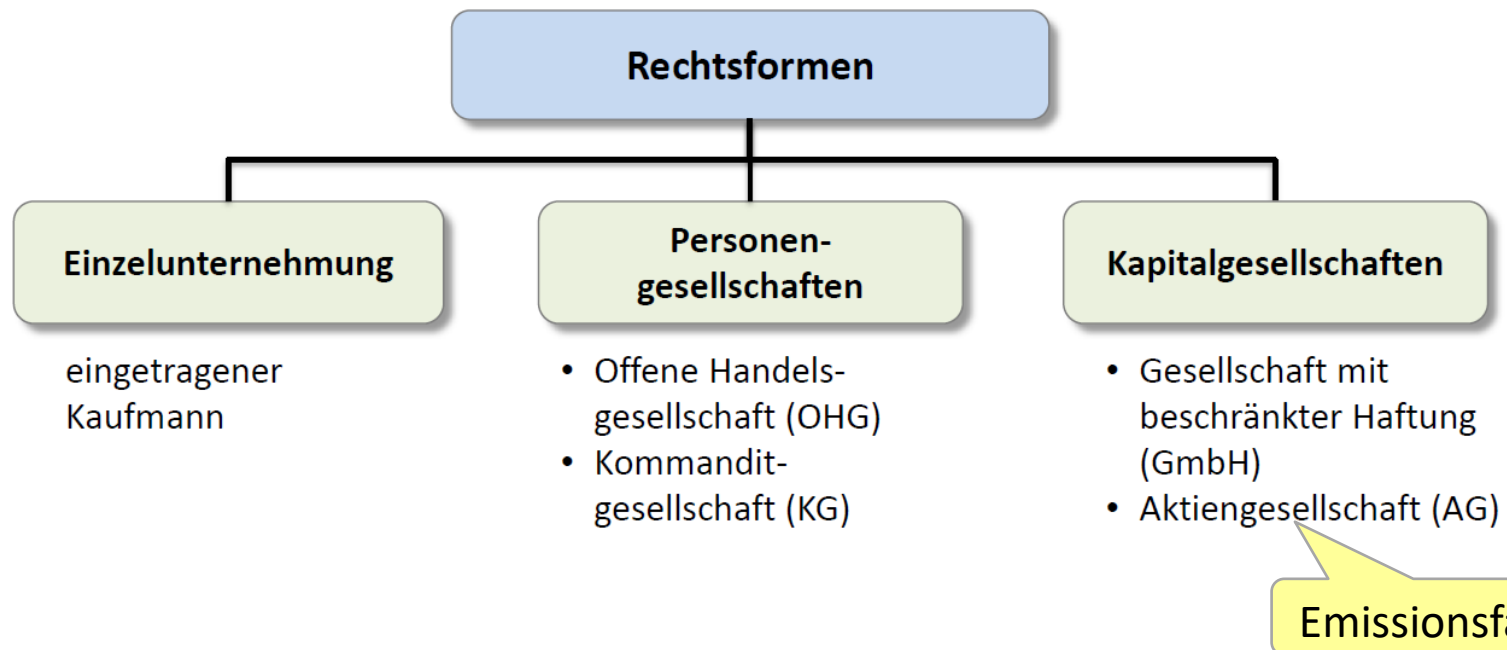 Rechtsformen
Einzelunternehmung
Personen-
gesellschaften
Kapitalgesellschaften
eingetragener
Kaufmann
• Offene Handels-
gesellschaft (OHG)
• Kommandit-
gesellschaft (KG)
• Gesellschaft mit
beschränkter Haftung
(GmbH)
• Aktiengesellschaft (AG)